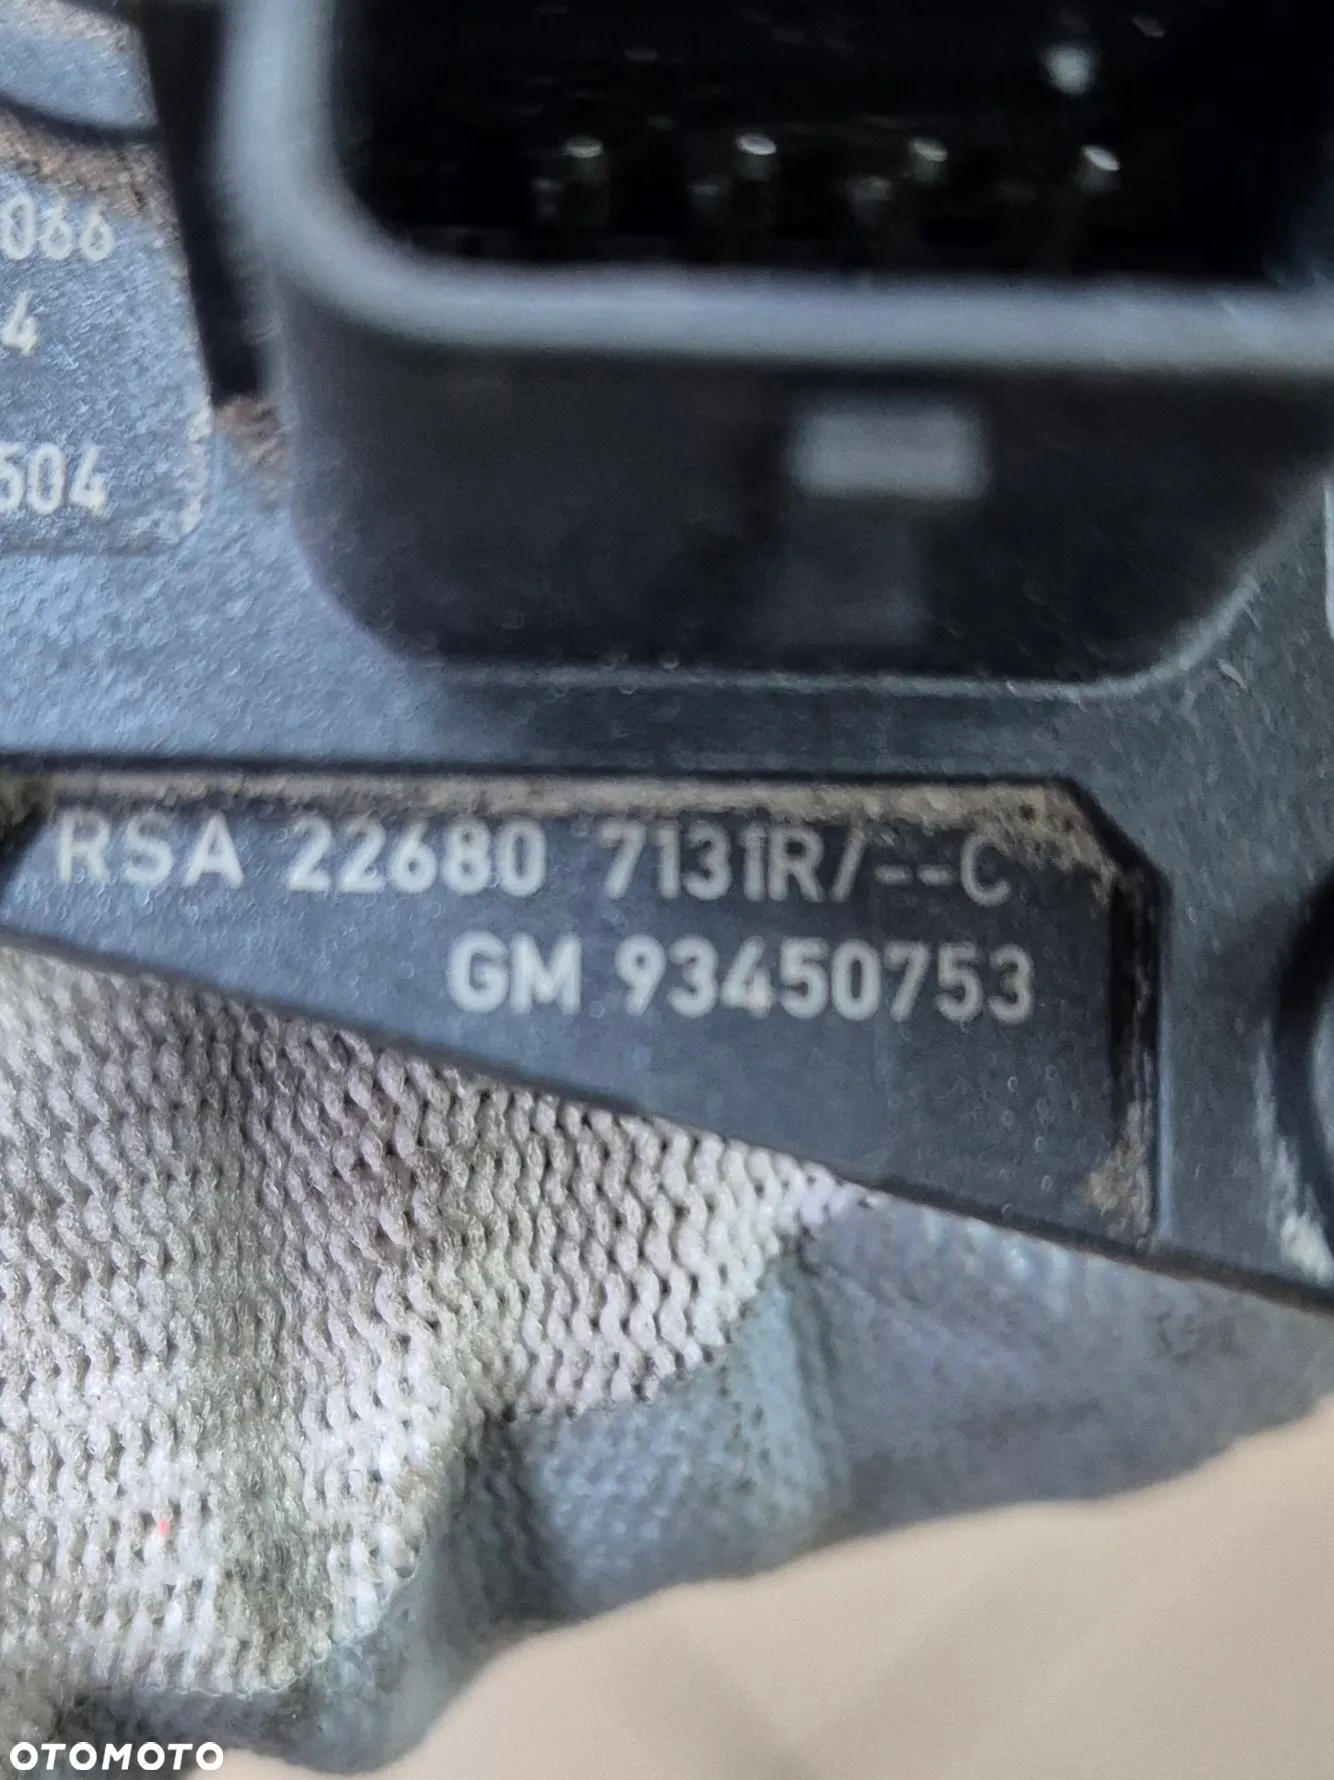 066
4
504
RSA 22680 7131R/--C
GM 93450753
OTOMOTO